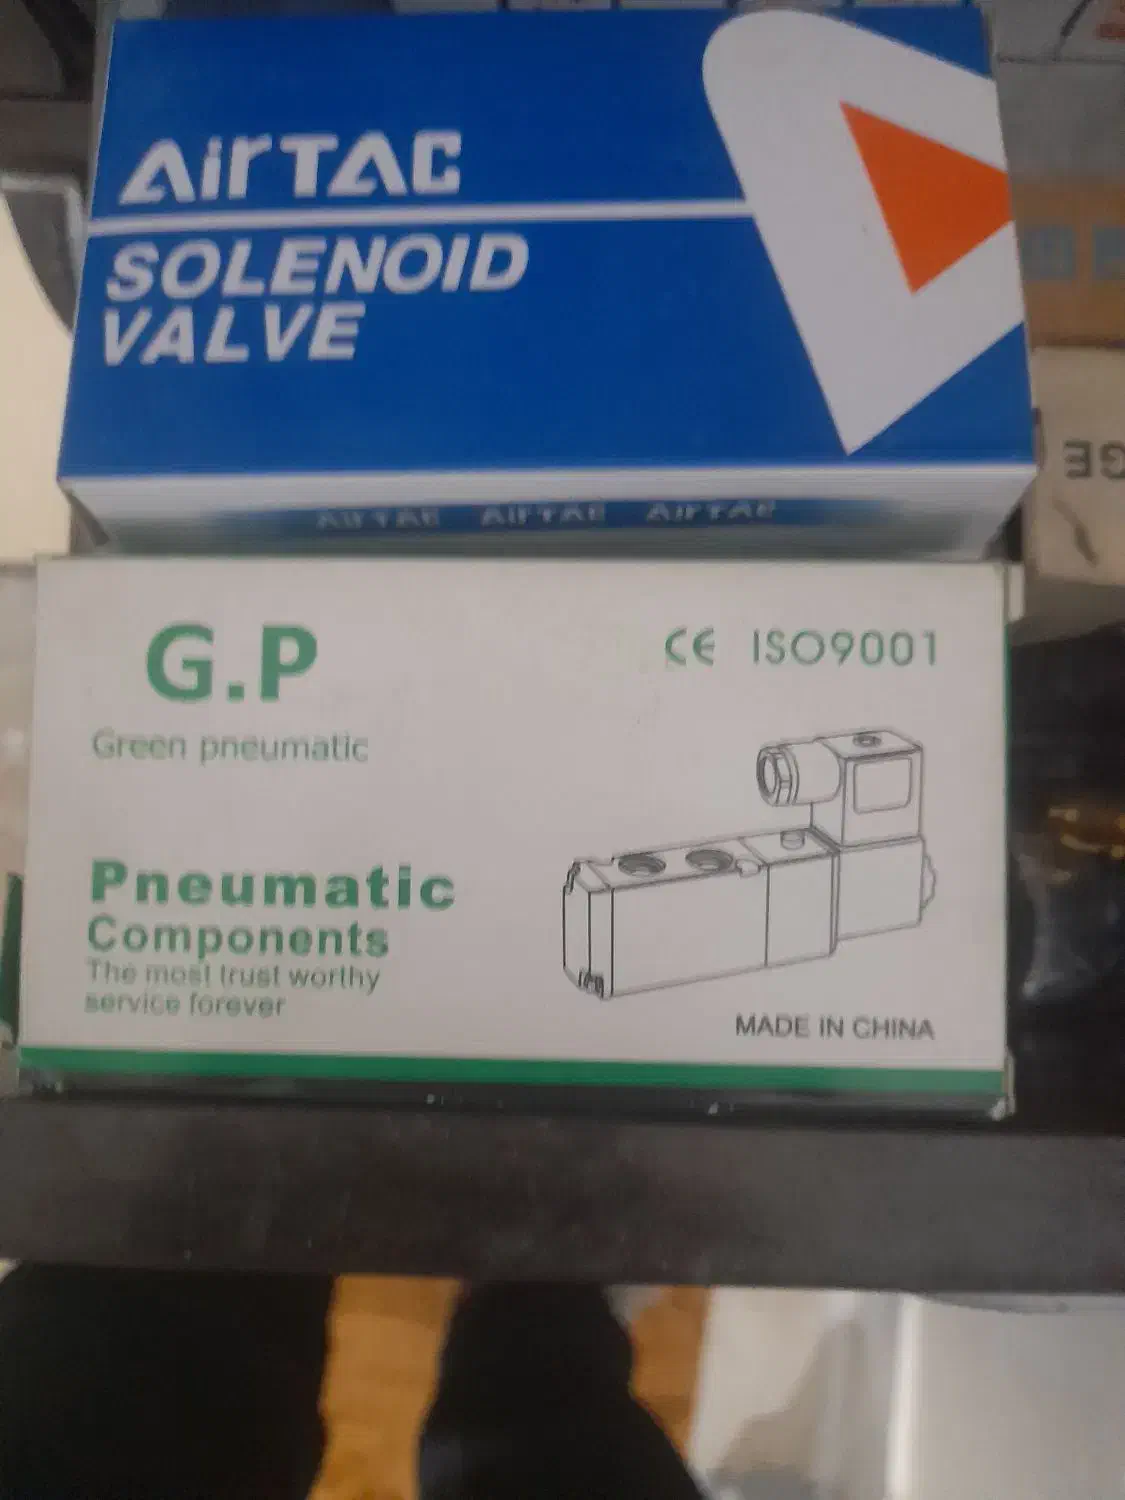 AirTAC
SOLENOID
VALVE
AirTAC AirTAC AirTAC
G.P
CE ISO9001
Green pneumatic
Pneumatic
Components
The most trust worthy
service forever
MADE IN CHINA